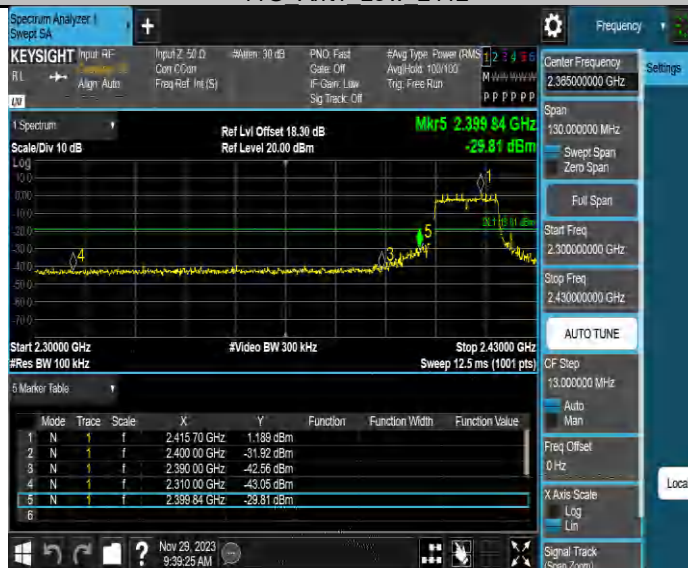 Spectrum Analyzer 1
Swept SA
+
Frequency
KEYSIGHT
Input: RF
Input Z: 50 Ω
#Atten: 30 dB
PNO: Fast
#Avg Type: Power (RMS
1 2 3 4 5 6
RL
Align: Auto
Corr CCorr
Freq Ref: Int (S)
Gate: Off
IF Gain: Low
Sig Track: Off
Avg|Hold: 100/100
Trig: Free Run
P P P P P
Center Frequency
2.365000000 GHz
Settings
1 Spectrum
Scale/Div 10 dB
Ref Lvl Offset 18.30 dB
Ref Level 20.00 dBm
Mkr5 2.399 84 GHz
-29.81 dBm
Span
130.000000 MHz
Swept Span
Zero Span
Full Span
Start Freq
2.300000000 GHz
Stop Freq
2.430000000 GHz
AUTO TUNE
CF Step
13.000000 MHz
Auto
Man
Freq Offset
0 Hz
X Axis Scale
Log
Lin
Signal Track
(Span Zoom)
Local
Log
1
5
4
3
Start 2.30000 GHz
#Video BW 300 kHz
Stop 2.43000 GHz
#Res BW 100 kHz
Sweep 12.5 ms (1001 pts)
5 Marker Table
Mode Trace Scale X Y Function Function Width Function Value
1 N 1 f 2.415 70 GHz 1.189 dBm
2 N 1 f 2.400 00 GHz -31.92 dBm
3 N 1 f 2.390 00 GHz -42.56 dBm
4 N 1 f 2.310 00 GHz -43.05 dBm
5 N 1 f 2.399 84 GHz -29.81 dBm
6
?
Nov 29, 2023
9:39:25 AM